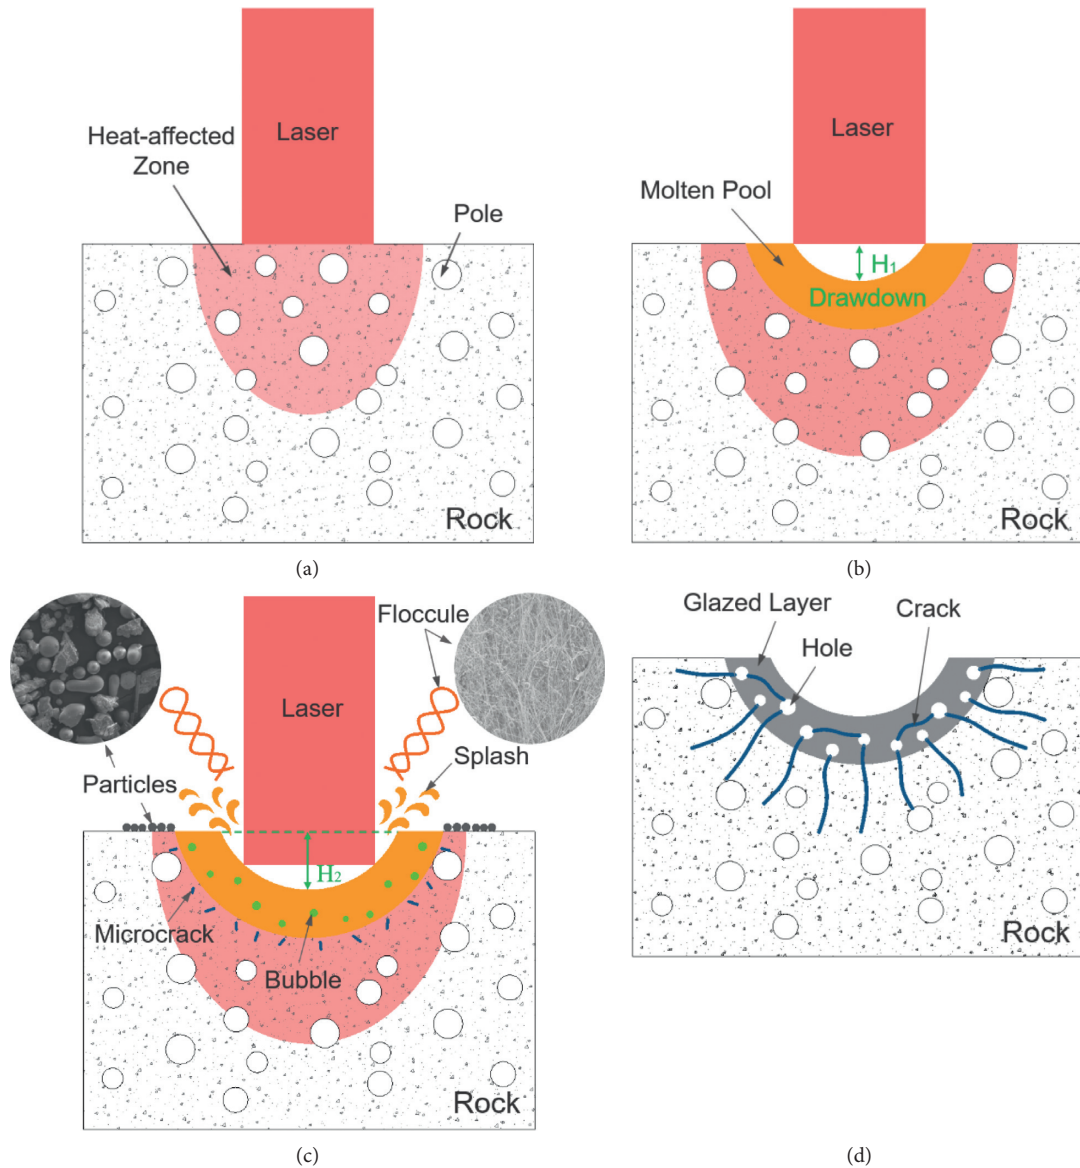 Laser
Heat-affected
Zone
Pole
Rock
(a)
Laser
Molten Pool
H₁
Drawdown
Rock
(b)
Floccule
Laser
Splash
Particles
H₂
Microcrack
Bubble
Rock
(c)
Glazed Layer
Crack
Hole
Rock
(d)